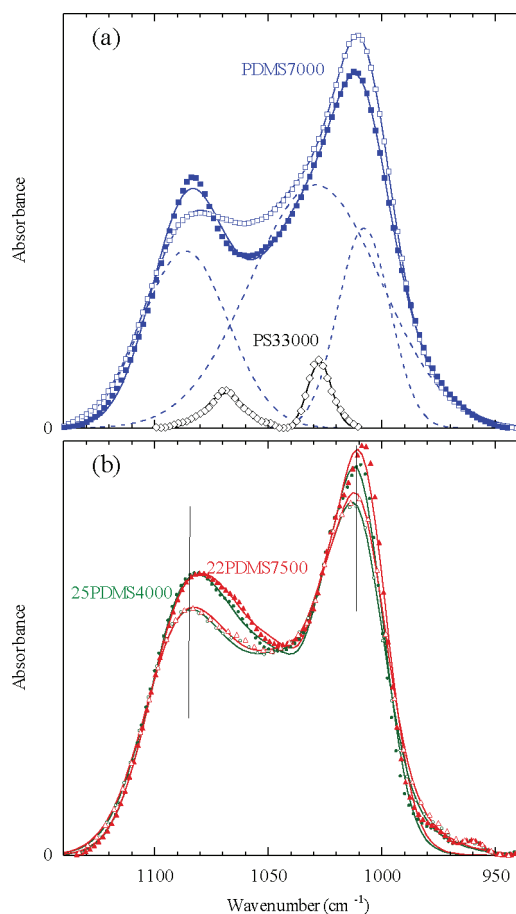 (a)
PDMS7000
Absorbance
PS33000
0
(b)
22PDMS7500
25PDMS4000
Absorbance
0
1100 1050 1000 950
Wavenumber (cm -1)